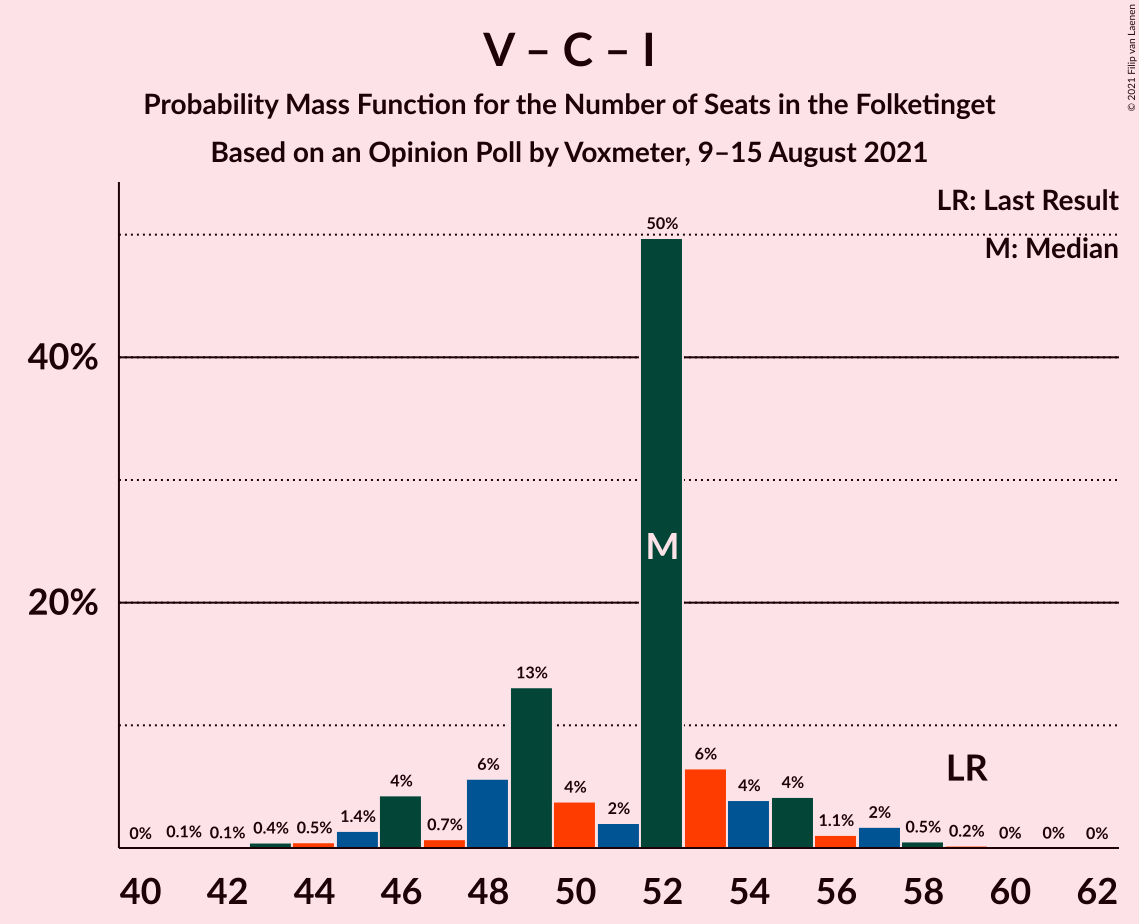 V – C – I
Probability Mass Function for the Number of Seats in the Folketinget
Based on an Opinion Poll by Voxmeter, 9–15 August 2021
© 2021 Filip van Laenen
LR: Last Result
M: Median
40%
20%
0%
0.1%
0.1%
0.4%
0.5%
1.4%
4%
0.7%
6%
13%
4%
2%
50%
6%
4%
4%
1.1%
2%
0.5%
0.2%
0%
0%
0%
M
LR
40 42 44 46 48 50 52 54 56 58 60 62